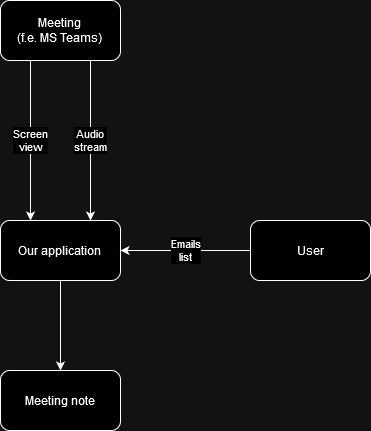 Meeting
(f.e. MS Teams)
Screen
view
Audio
stream
Our application
Emails
list
User
Meeting note